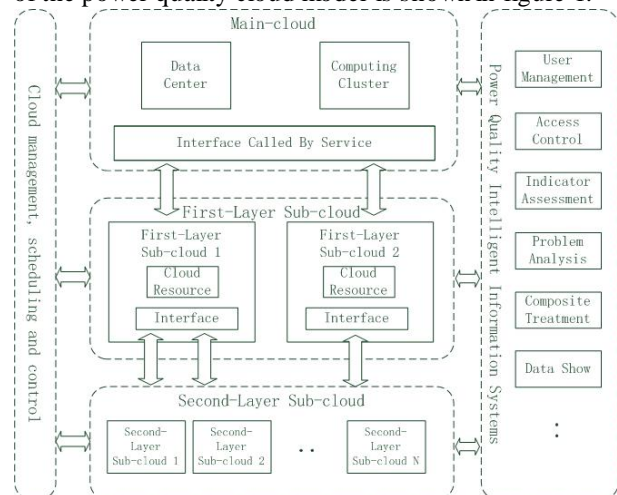 of the power quality cloud model is shown in figure 1.
Main-cloud
Data
Center
Computing
Cluster
Interface Called By Service
First-Layer Sub-cloud
First-Layer
Sub-cloud 1
Cloud
Resource
Interface
First-Layer
Sub-cloud 2
Cloud
Resource
Interface
Second-Layer Sub-cloud
Second-
Layer
Sub-cloud 1
Second-
Layer
Sub-cloud 2
..
Second-
Layer
Sub-cloud N
Cloud management, scheduling and control
Power Quality Intelligent Information Systems
User
Management
Access
Control
Indicator
Assessment
Problem
Analysis
Composite
Treatment
Data Show
: